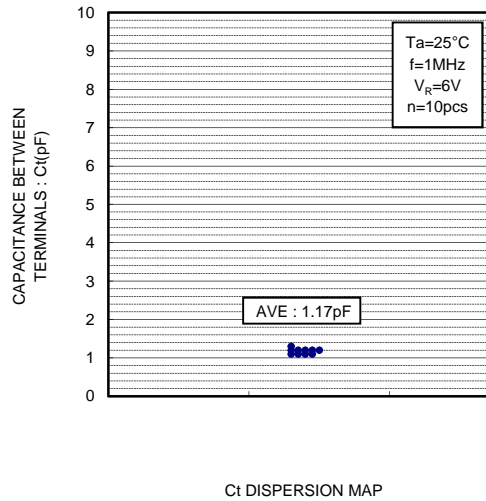 CAPACITANCE BETWEEN
TERMINALS : Ct(pF)
10
9
8
7
6
5
4
3
2
1
0
Ta=25°C
f=1MHz
VR=6V
n=10pcs
AVE : 1.17pF
Ct DISPERSION MAP